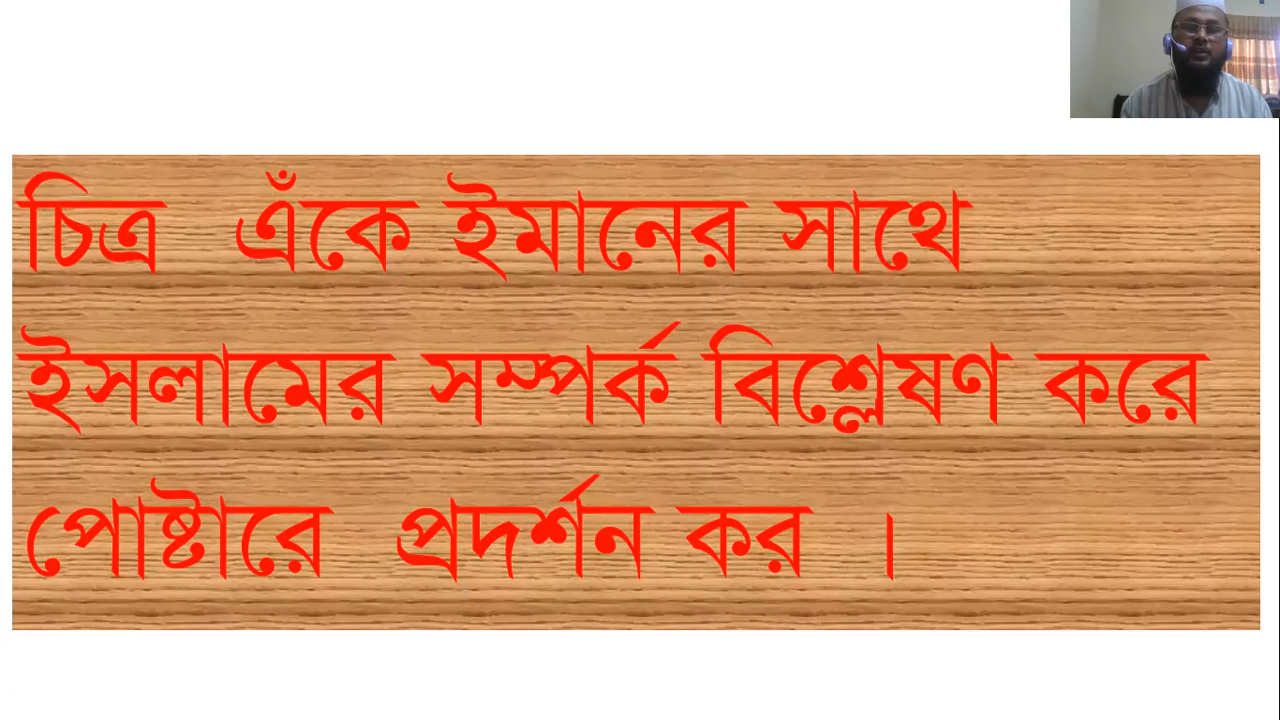 চিত্র এঁকে ইমানের সাথে
ইসলামের সম্পর্ক বিশ্লেষণ করে
পোষ্টারে প্রদর্শন কর ।